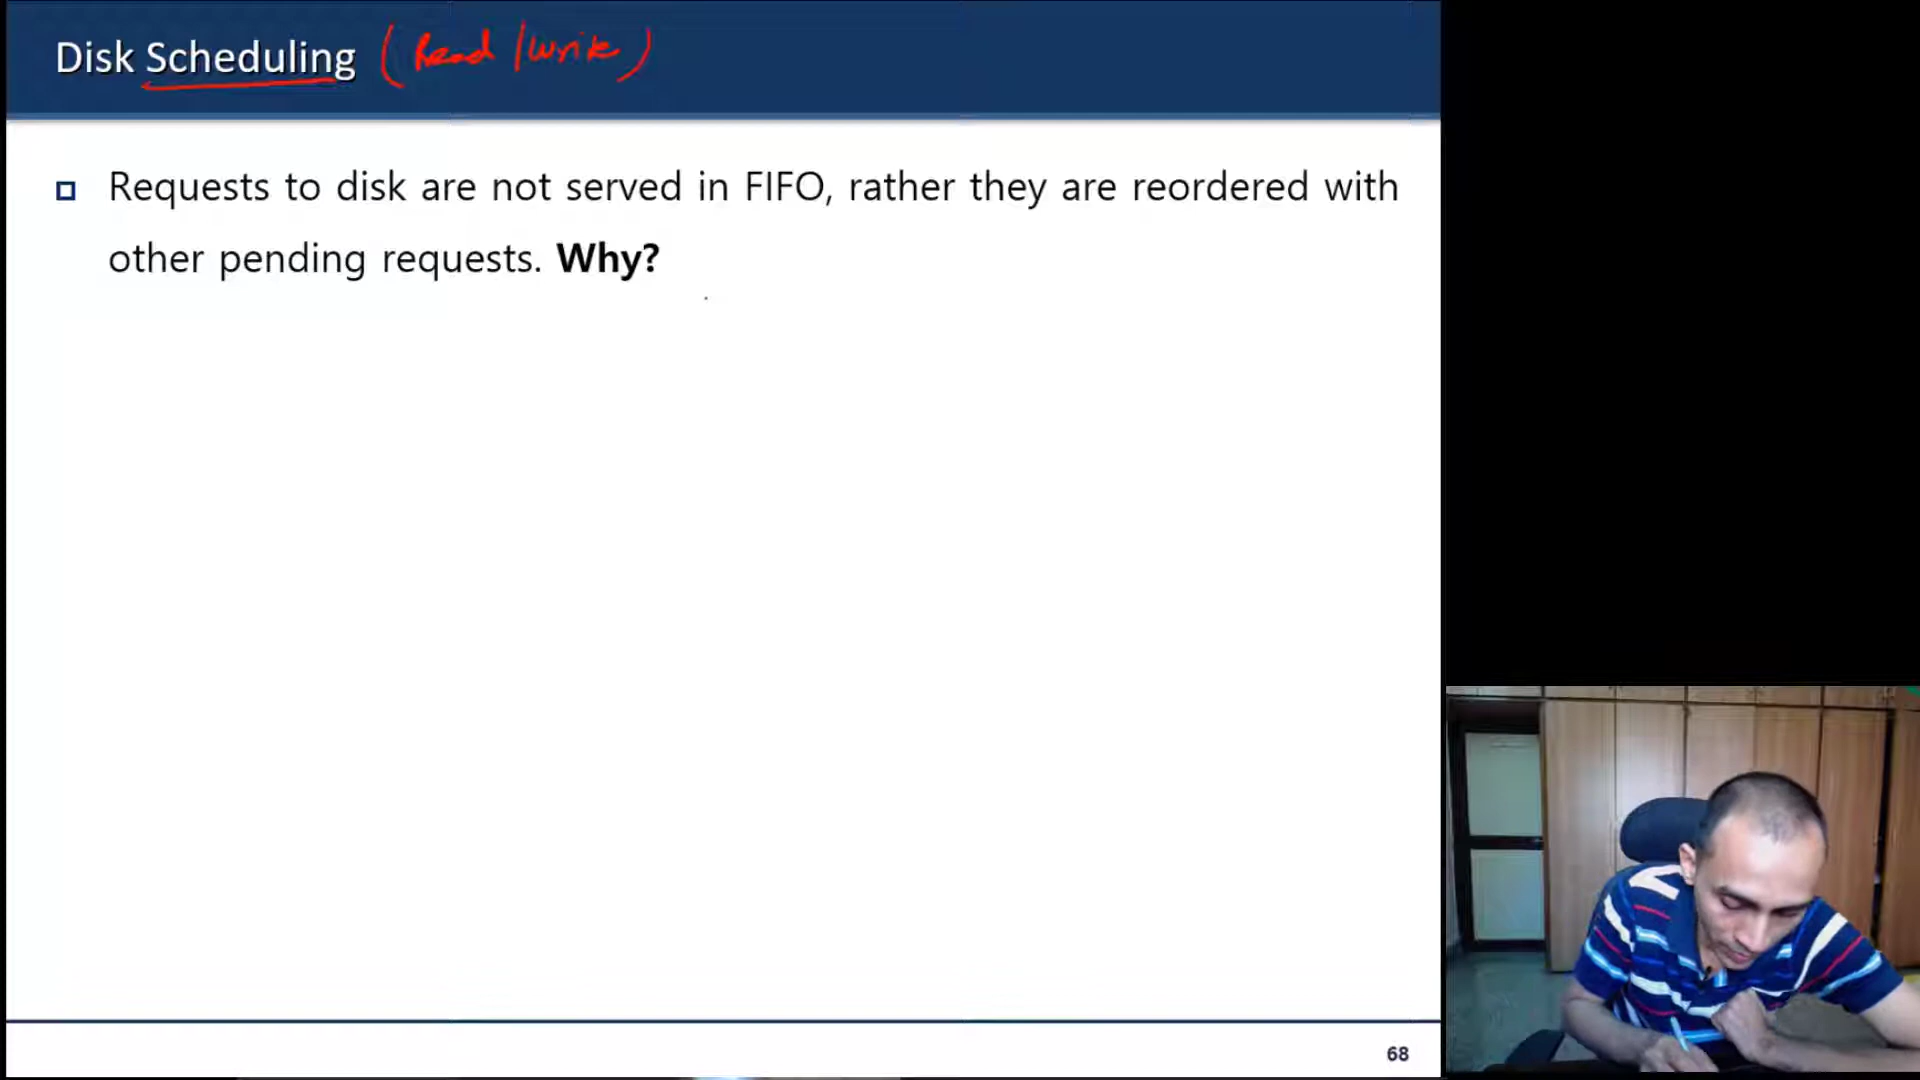 Disk Scheduling (Read/write)
Requests to disk are not served in FIFO, rather they are reordered with
other pending requests. Why?
68